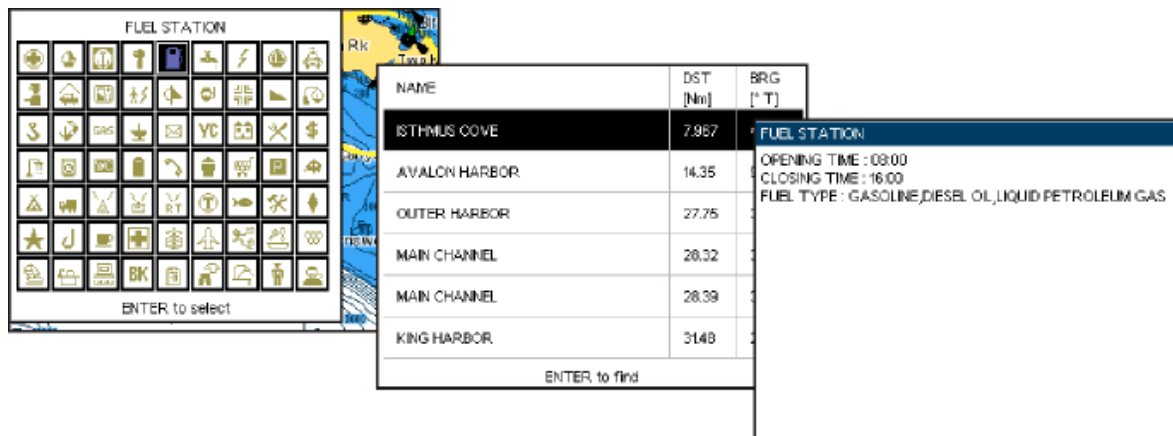 FUEL STATION
GAS
YC
P
R T
T
BK
ENTER to select
Rk
NAME
DST
[Nm]
BRG
[° T]
ISTHMUS COVE
7.967
AVALON HARBOR
14.35
OUTER HARBOR
27.75
MAIN CHANNEL
28.32
MAIN CHANNEL
28.39
KING HARBOR
31.48
ENTER to find
FUEL STATION
OPENING TIME : 08:00
CLOSING TIME : 16:00
FUEL TYPE : GASOLINE,DIESEL OIL,LIQUID PETROLEUM GAS